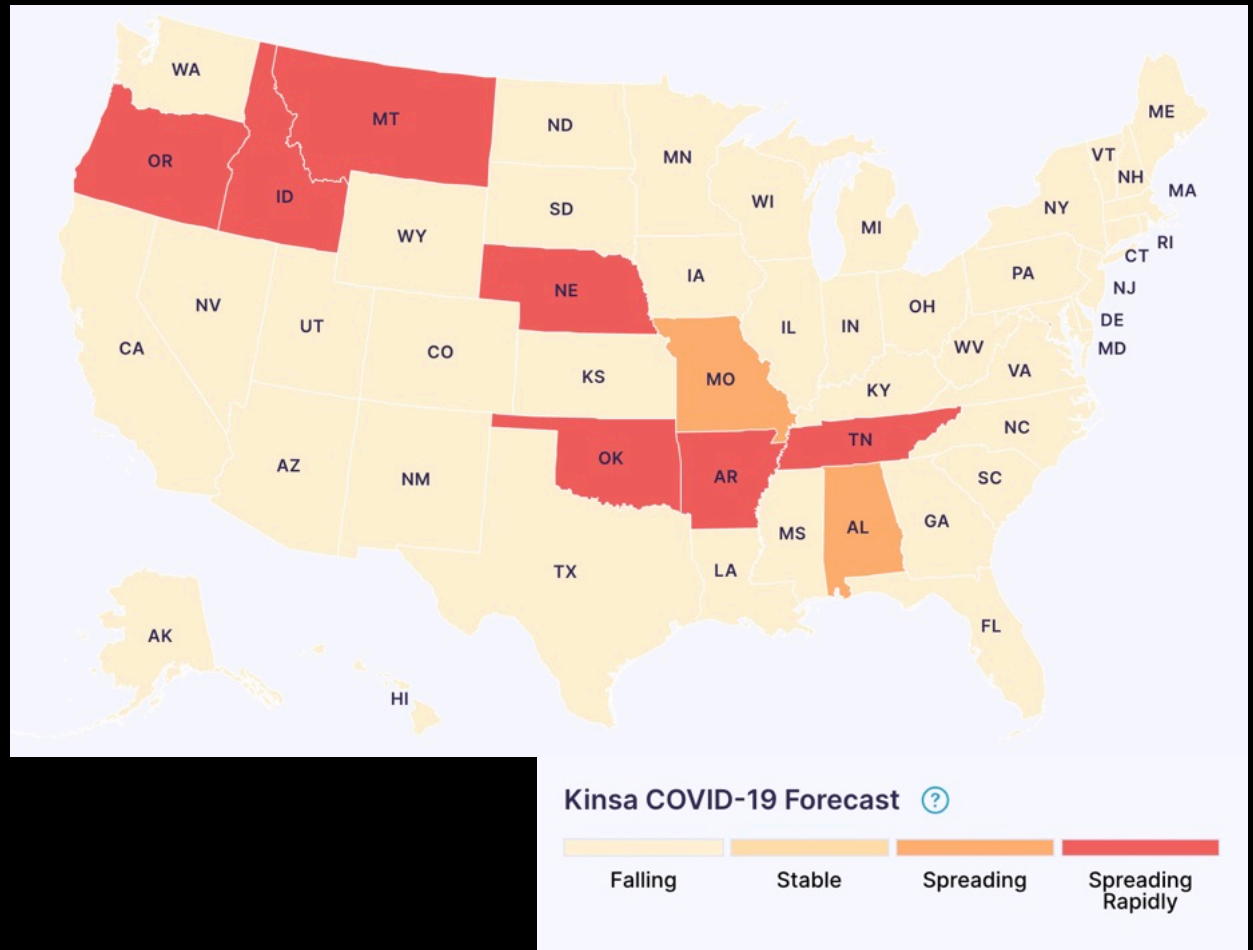 WA
MT
ND
MN
ME
VT
NH
MA
OR
ID
SD
WI
MI
NY
RI
CT
WY
NE
IA
PA
NJ
NV
UT
CO
IL
IN
OH
DE
MD
CA
KS
MO
WV
VA
KY
NC
AZ
NM
OK
AR
TN
SC
MS
AL
GA
TX
LA
FL
AK
HI
Kinsa COVID-19 Forecast ?
Falling
Stable
Spreading
Spreading
Rapidly